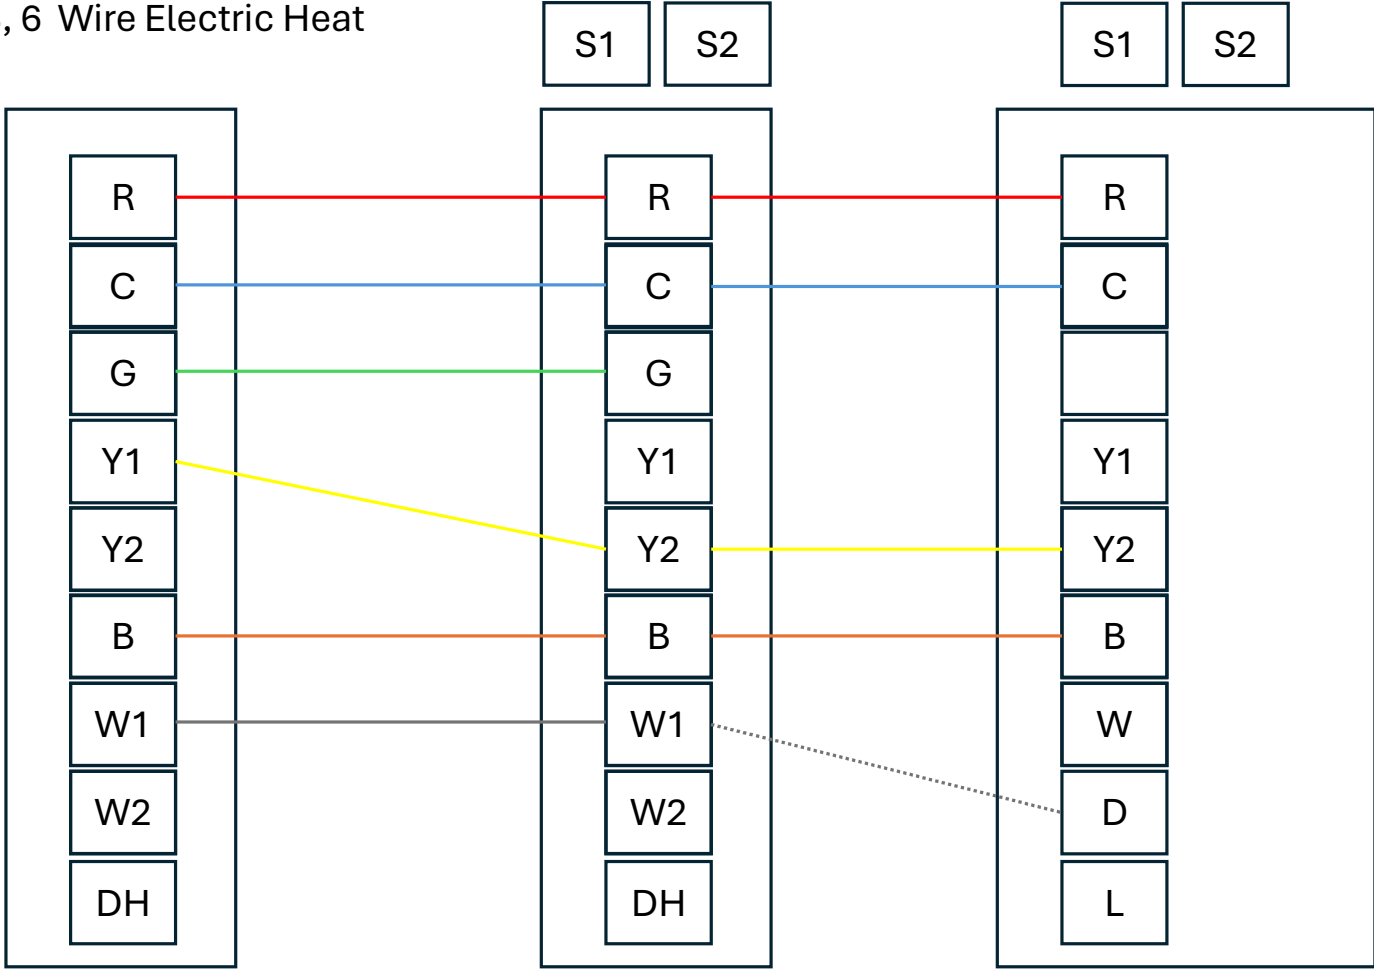 , 6 Wire Electric Heat
S1 S2 S1 S2
R R R
C C C
G G
Y1 Y1 Y1
Y2 Y2 Y2
B B B
W1 W1 W
W2 W2 D
DH DH L